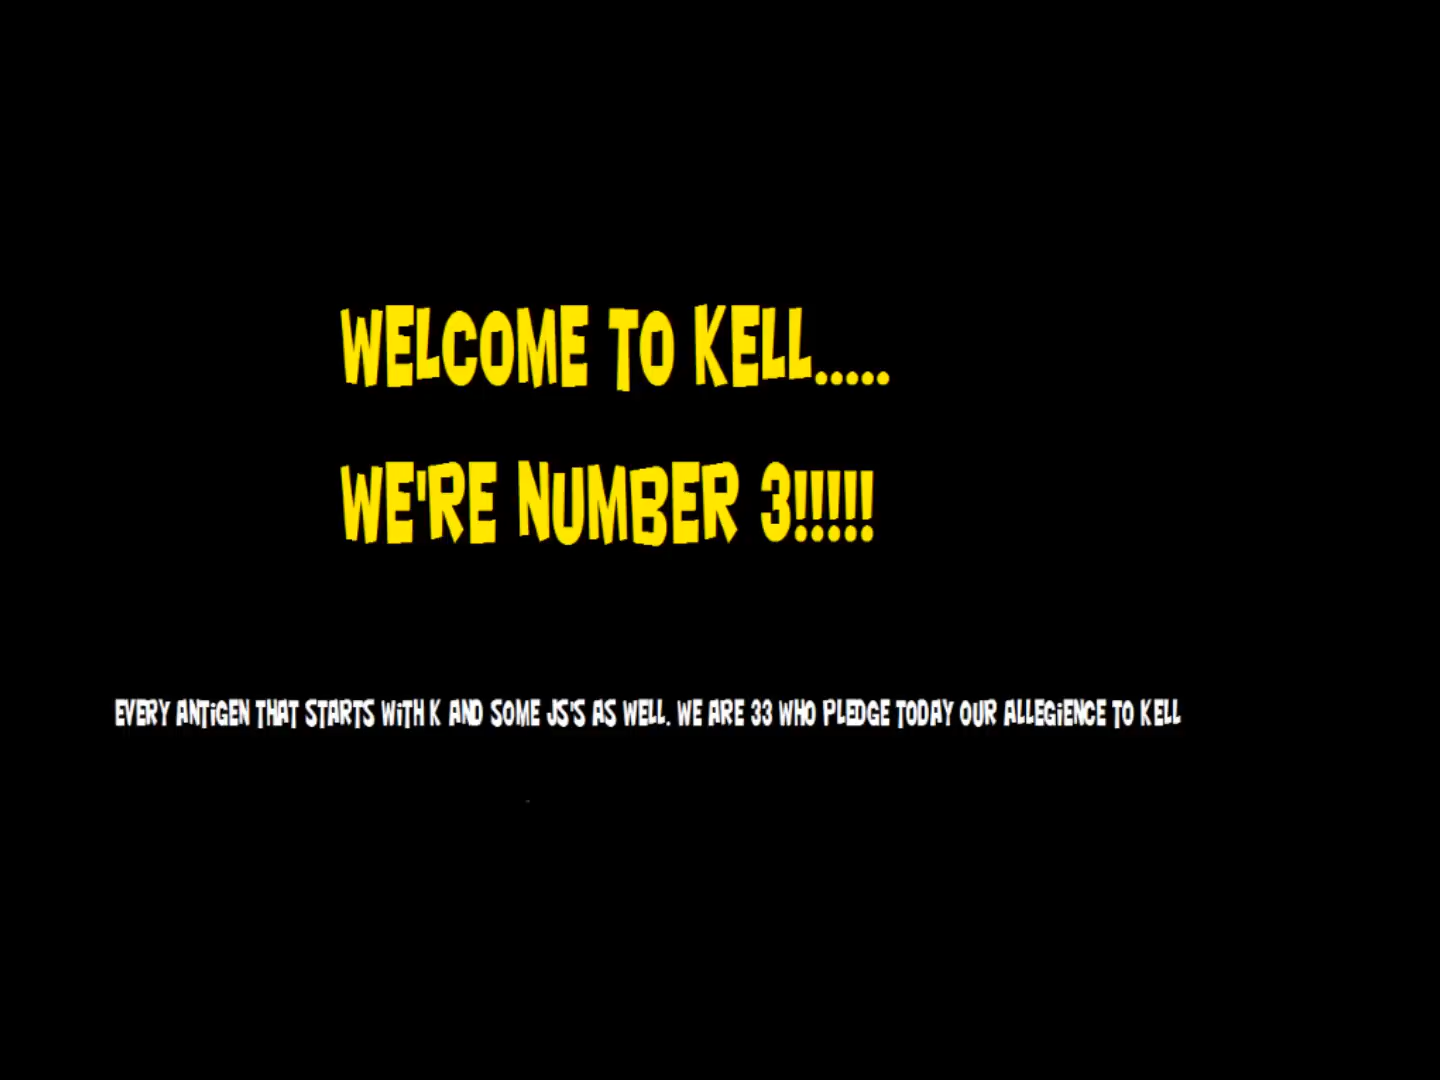 WELCOME TO KELL.....
WE'RE NUMBER 3!!!!!
EVERY ANTIGEN THAT STARTS WITH K AND SOME JS'S AS WELL. WE ARE 33 WHO PLEDGE TODAY OUR ALLEGIENCE TO KELL